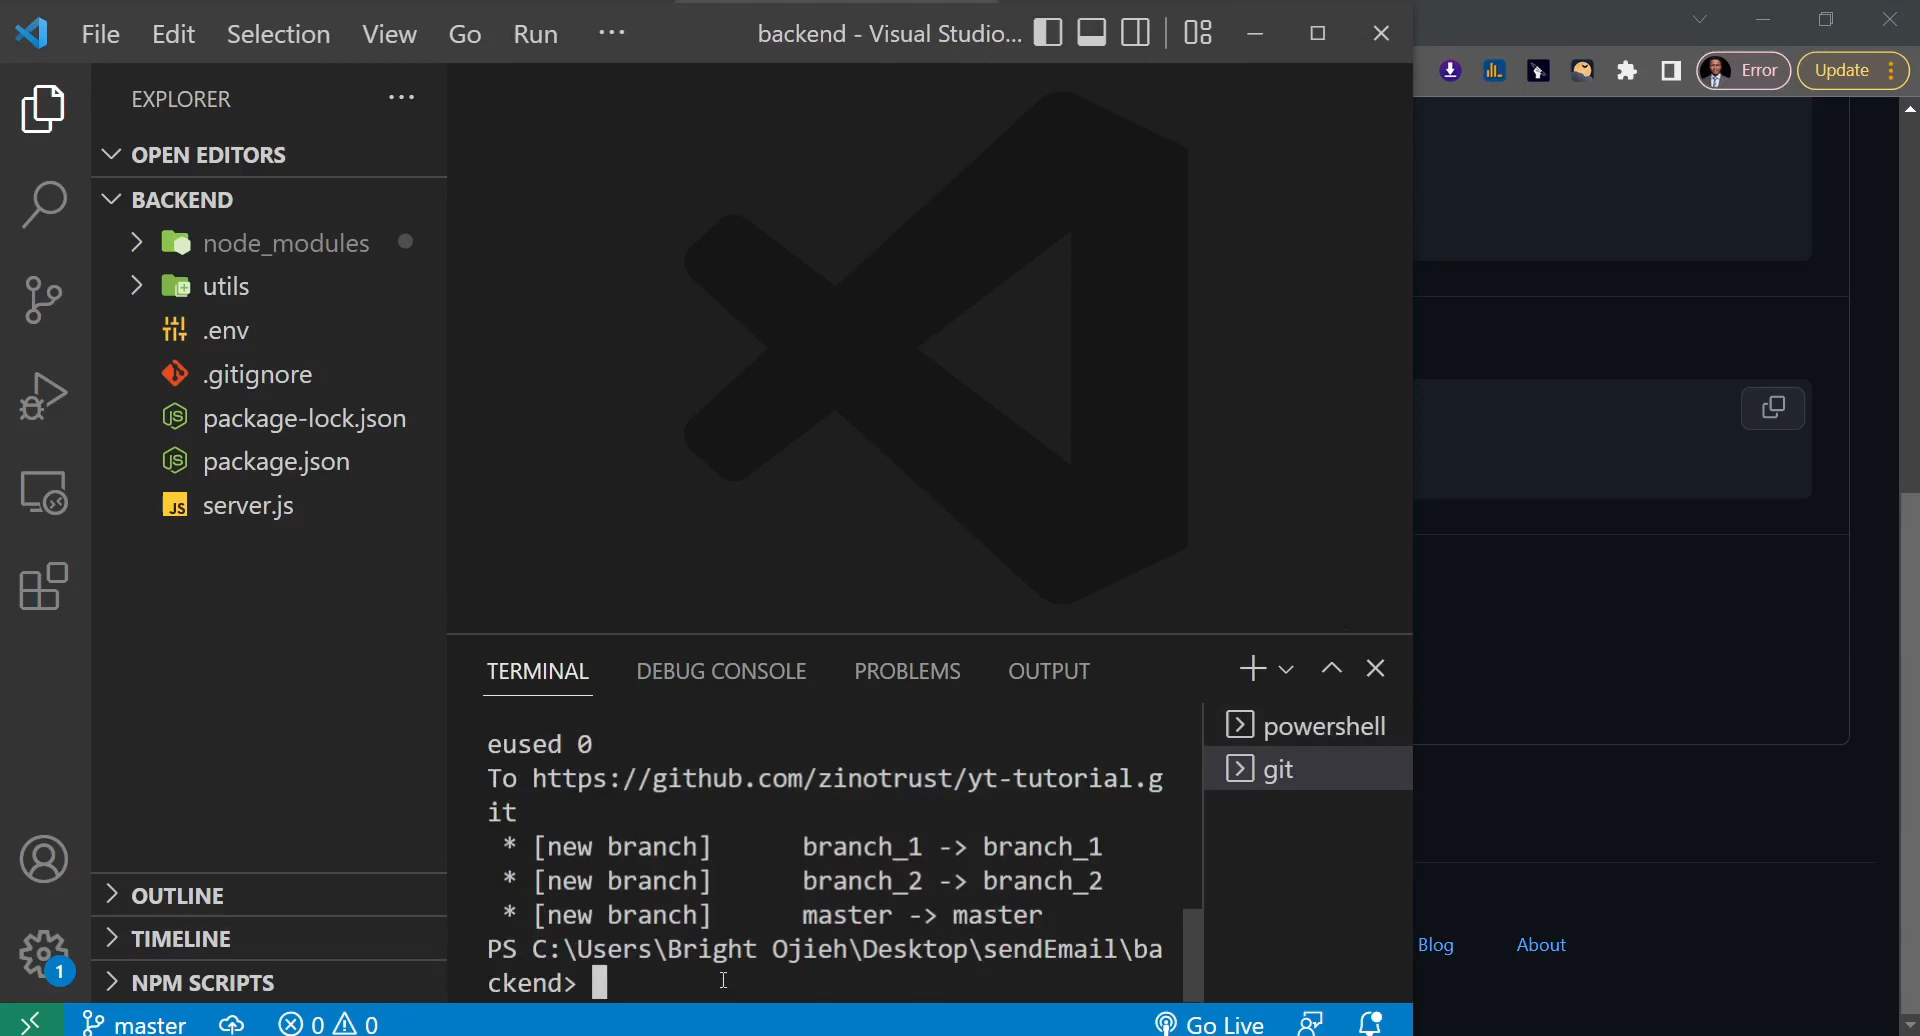 File Edit Selection View Go Run ···
backend - Visual Studio...
Error
Update
EXPLORER
OPEN EDITORS
BACKEND
node_modules
utils
.env
.gitignore
package-lock.json
package.json
JS server.js
OUTLINE
TIMELINE
NPM SCRIPTS
TERMINAL DEBUG CONSOLE PROBLEMS OUTPUT
eused 0
To https://github.com/zinotrust/yt-tutorial.g
it
* [new branch] branch_1 -> branch_1
* [new branch] branch_2 -> branch_2
* [new branch] master -> master
PS C:\Users\Bright Ojieh\Desktop\sendEmail\ba
ckend>
powershell
git
Blog About
1
master 0 0 Go Live